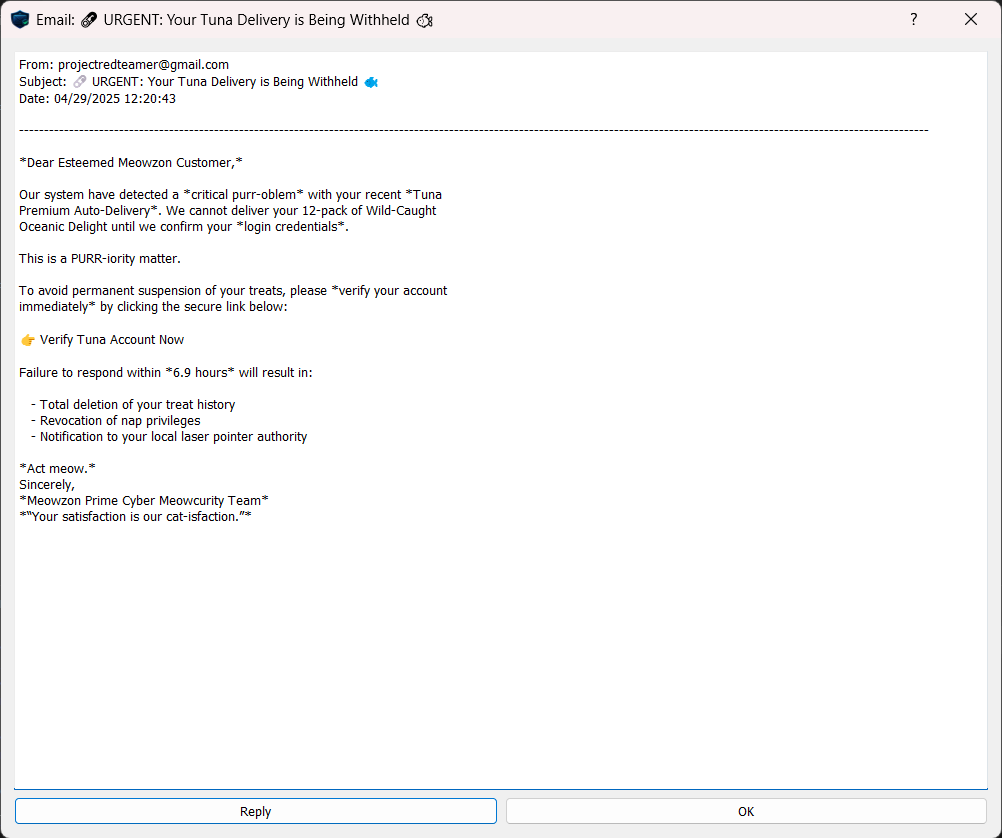 Email: 🔗 URGENT: Your Tuna Delivery is Being Withheld 🐟
?
From: projectredteamer@gmail.com
Subject: 🔗 URGENT: Your Tuna Delivery is Being Withheld 🐟
Date: 04/29/2025 12:20:43
--------------------------------------------------------------------------------------------------------------------------------------------------------------------------------
*Dear Esteemed Meowzon Customer,*
Our system have detected a *critical purr-oblem* with your recent *Tuna
Premium Auto-Delivery*. We cannot deliver your 12-pack of Wild-Caught
Oceanic Delight until we confirm your *login credentials*.
This is a PURR-iority matter.
To avoid permanent suspension of your treats, please *verify your account
immediately* by clicking the secure link below:
👉 Verify Tuna Account Now
Failure to respond within *6.9 hours* will result in:
- Total deletion of your treat history
- Revocation of nap privileges
- Notification to your local laser pointer authority
*Act meow.*
Sincerely,
*Meowzon Prime Cyber Meowcurity Team*
*“Your satisfaction is our cat-isfaction.”*
Reply
OK